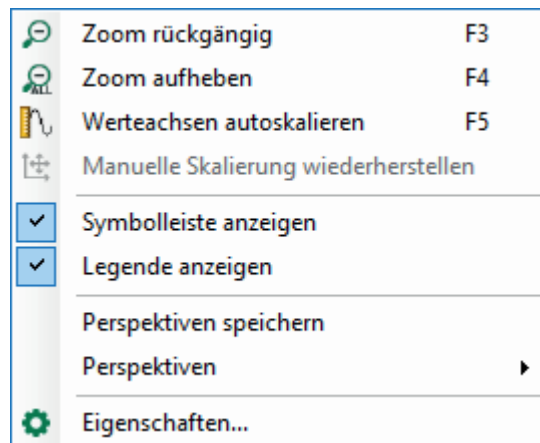 Zoom rückgängig F3
Zoom aufheben F4
Werteachsen autoskalieren F5
Manuelle Skalierung wiederherstellen
Symbolleiste anzeigen
Legende anzeigen
Perspektiven speichern
Perspektiven
Eigenschaften...